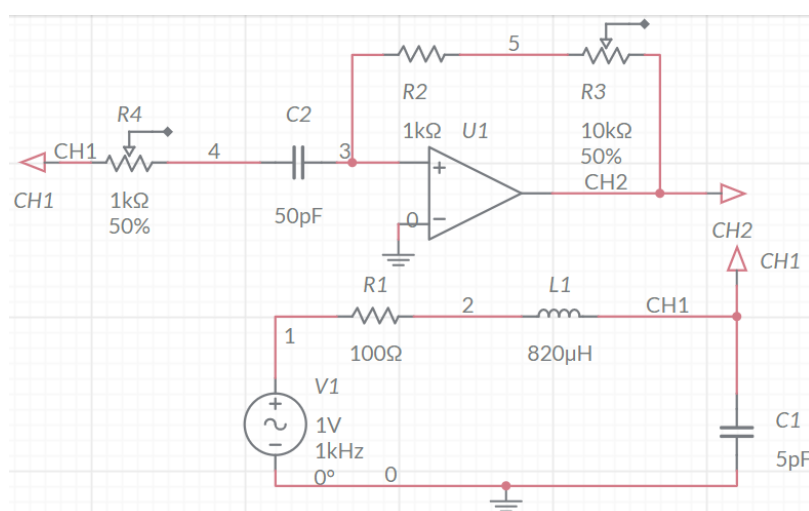 5
R2
R3
R4
C2
1kΩ
U1
10kΩ
50%
CH1
4
3
+
CH2
CH1
1kΩ
50%
50pF
0
−
CH2
CH1
R1
L1
2
CH1
1
100Ω
820μH
V1
+
1V
1kHz
−
0°
0
C1
5pF